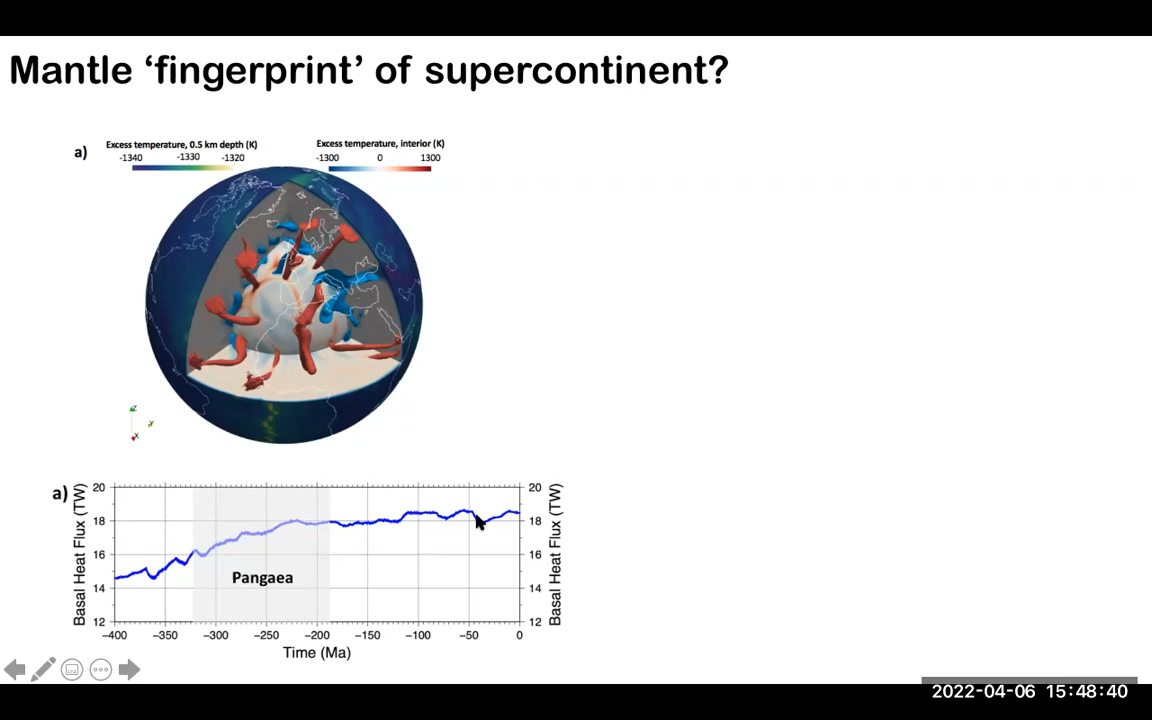 Mantle ‘fingerprint’ of supercontinent?
a)
Excess temperature, 0.5 km depth (K)
-1340 -1330 -1320
Excess temperature, interior (K)
-1300 0 1300
Z
Y
X
a)
Basal Heat Flux (TW)
20
18
16
14
12
Pangaea
20
18
16
14
12
Basal Heat Flux (TW)
−400 −350 −300 −250 −200 −150 −100 −50 0
Time (Ma)
2022-04-06 15:48:40